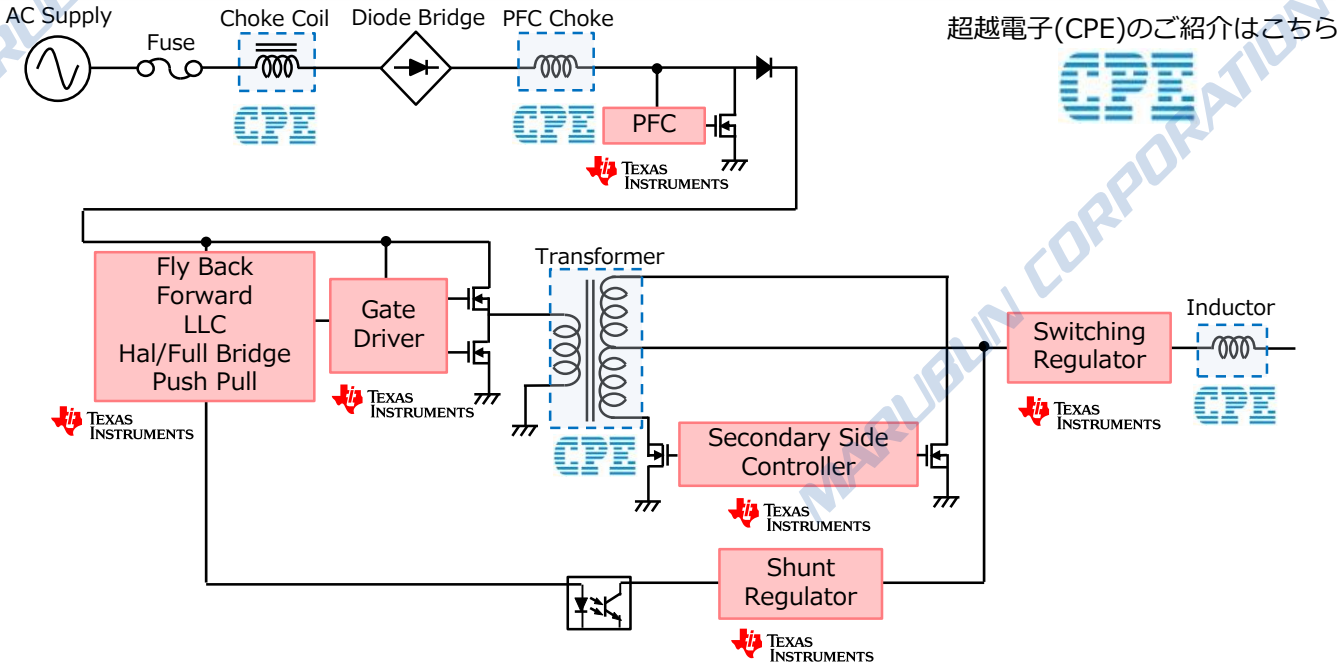 AC Supply
Fuse
Choke Coil
Diode Bridge
PFC Choke
超越電子(CPE)のご紹介はこちら
CPE
CPE
CPE
PFC
TEXAS
INSTRUMENTS
Fly Back
Forward
LLC
Hal/Full Bridge
Push Pull
TEXAS
INSTRUMENTS
Gate
Driver
TEXAS
INSTRUMENTS
Transformer
CPE
Secondary Side
Controller
TEXAS
INSTRUMENTS
Switching
Regulator
TEXAS
INSTRUMENTS
Inductor
CPE
Shunt
Regulator
TEXAS
INSTRUMENTS
MARUBUN CORPORATION